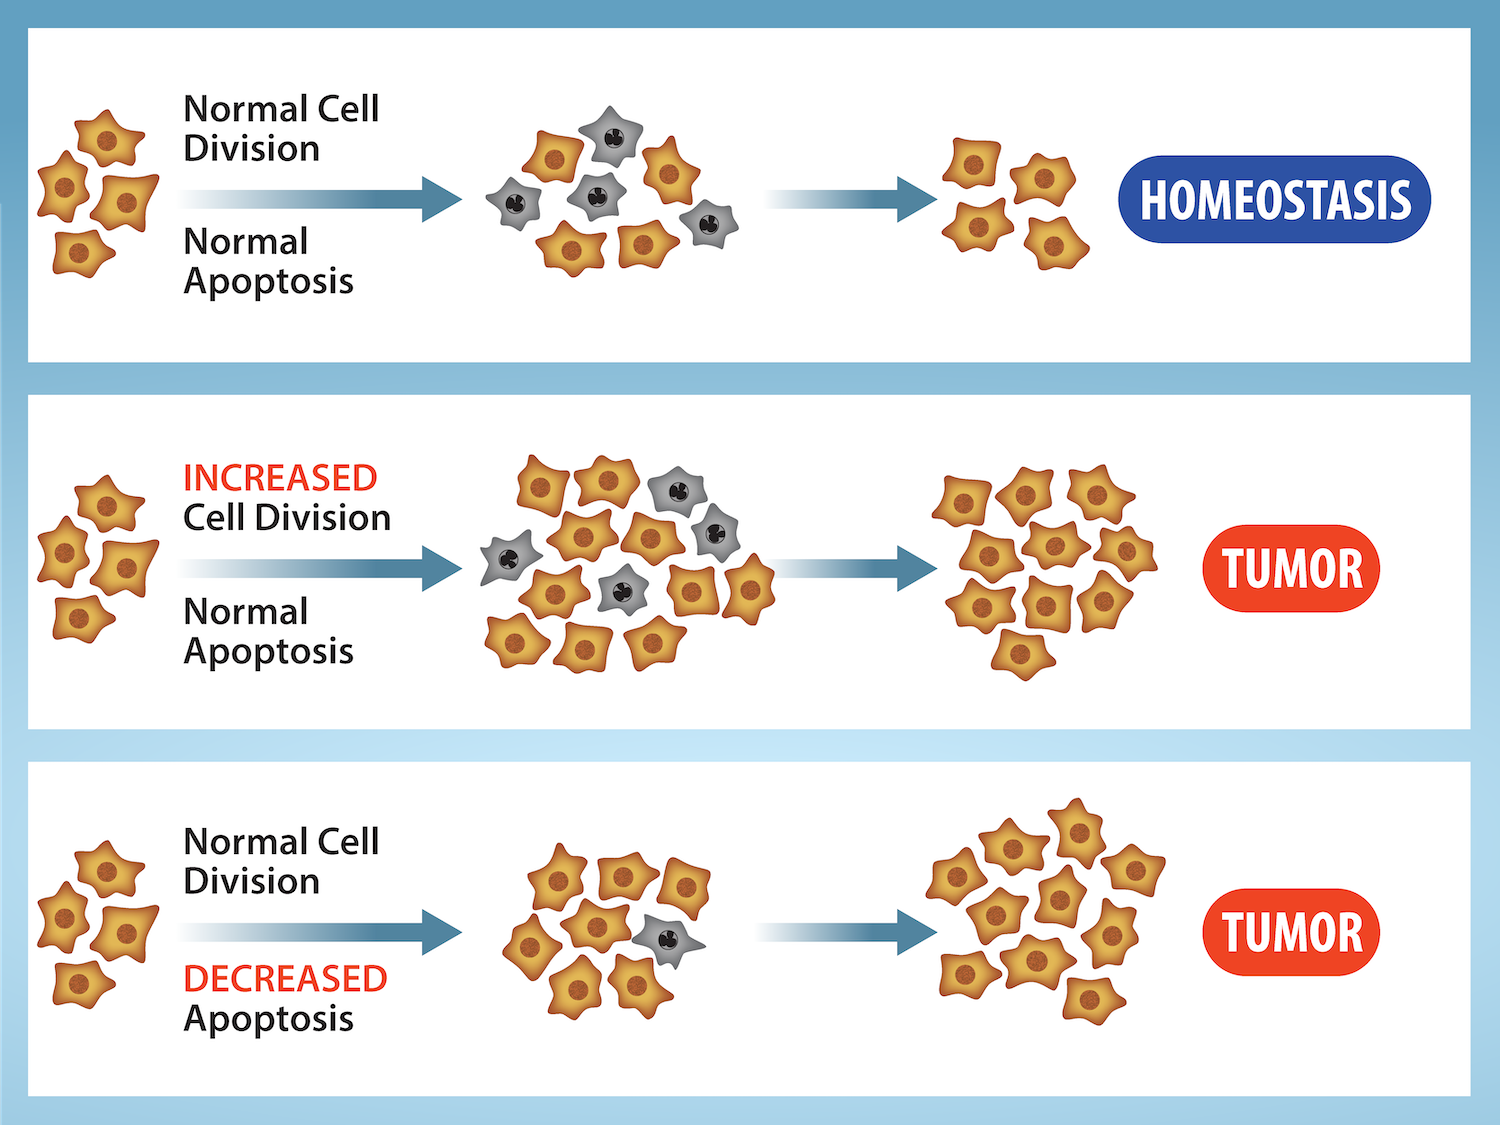 Normal Cell
Division
Normal
Apoptosis
HOMEOSTASIS
INCREASED
Cell Division
Normal
Apoptosis
TUMOR
Normal Cell
Division
DECREASED
Apoptosis
TUMOR